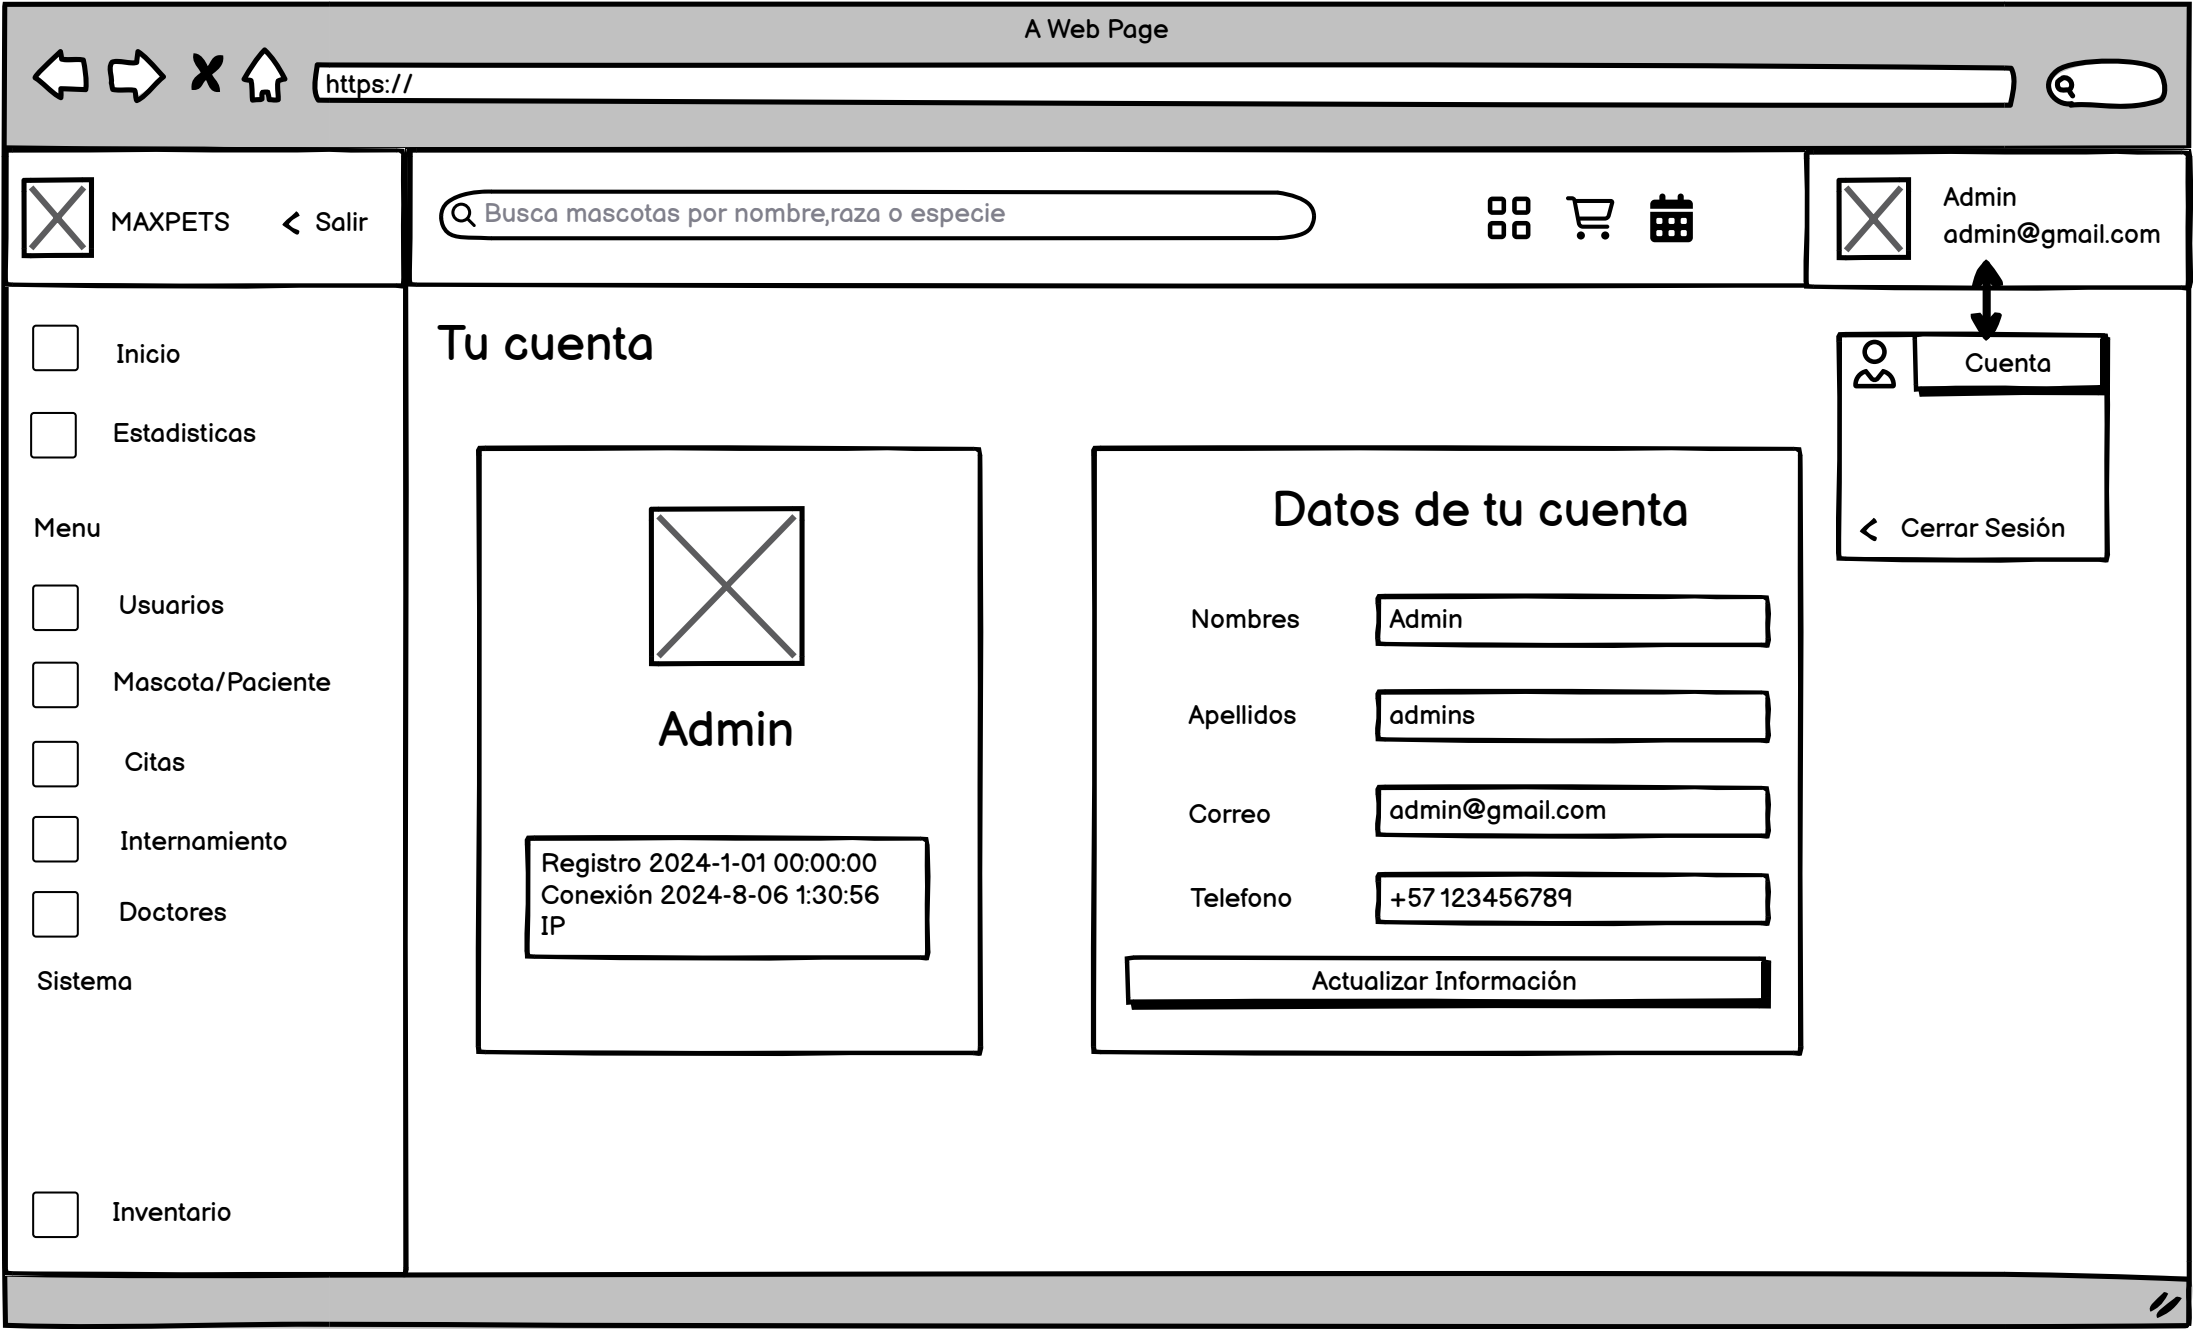 A Web Page
https://
MAXPETS
Salir
Busca mascotas por nombre,raza o especie
Admin
admin@gmail.com
Inicio
Estadisticas
Menu
Usuarios
Mascota/Paciente
Citas
Internamiento
Doctores
Sistema
Inventario
Tu cuenta
Admin
Registro 2024-1-01 00:00:00
Conexión 2024-8-06 1:30:56
IP
Datos de tu cuenta
Nombres Admin
Apellidos admins
Correo admin@gmail.com
Telefono +57 123456789
Actualizar Información
Cuenta
Cerrar Sesión